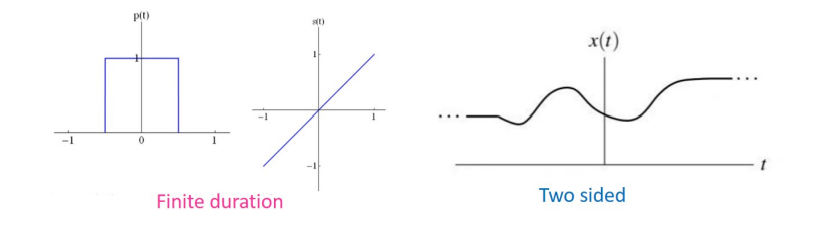 p(t)
1
-1
0
1
s(t)
1
-1
1
-1
x(t)
...
...
t
Finite duration
Two sided